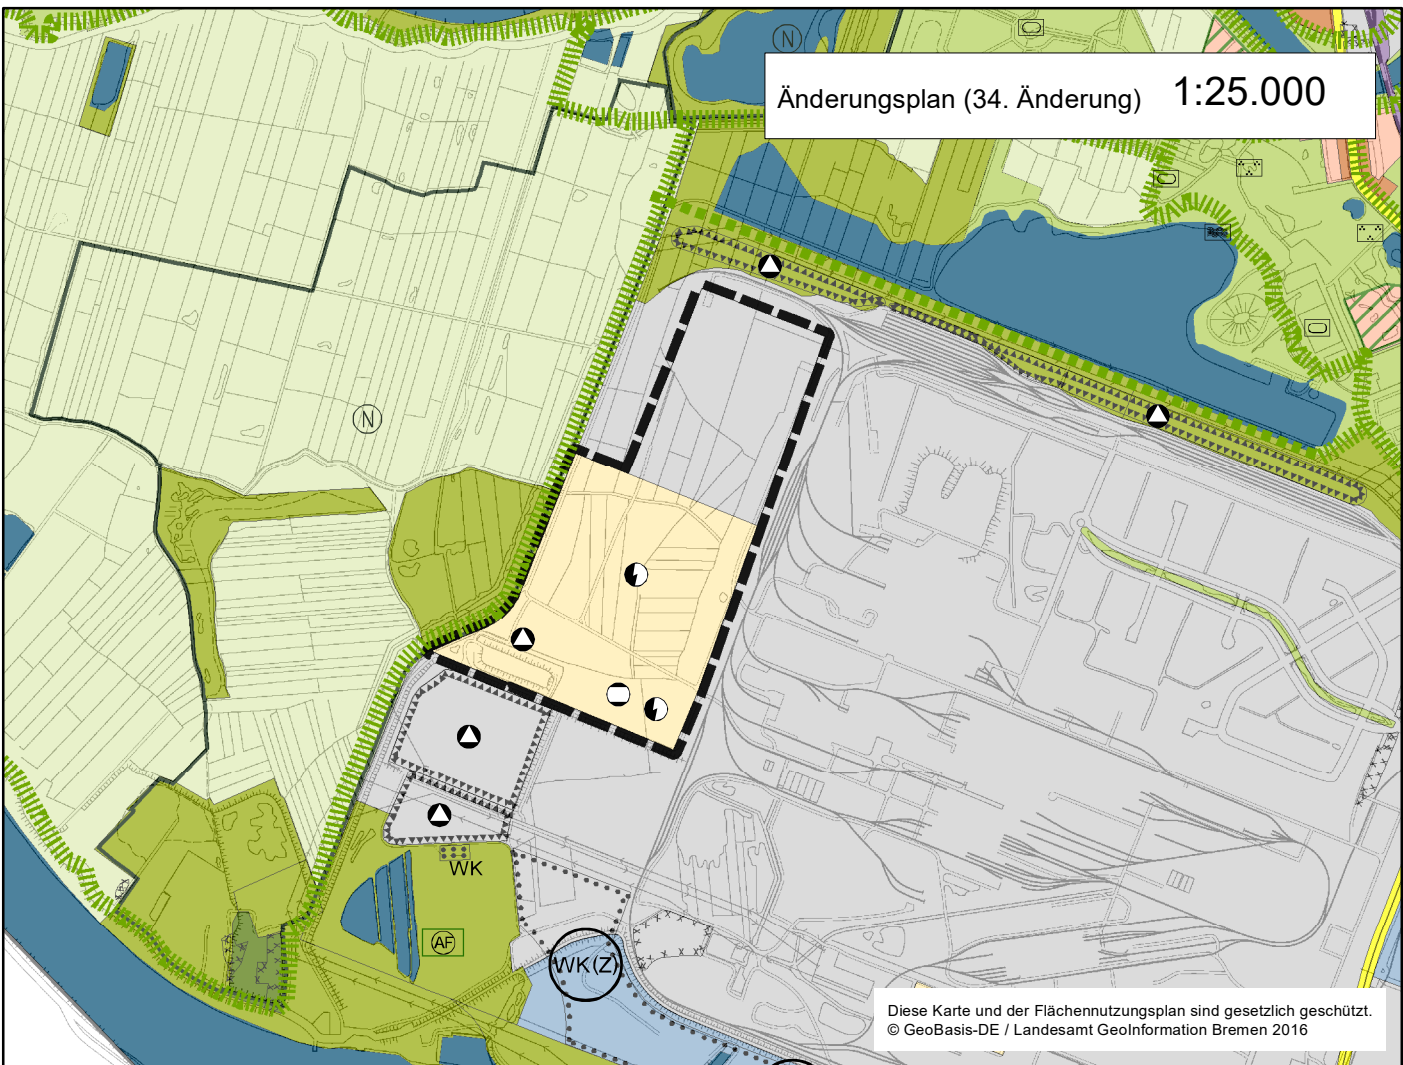 N
Änderungsplan (34. Änderung) 1:25.000
N
WK
AF
WK(Z)
Diese Karte und der Flächennutzungsplan sind gesetzlich geschützt.
© GeoBasis-DE / Landesamt GeoInformation Bremen 2016